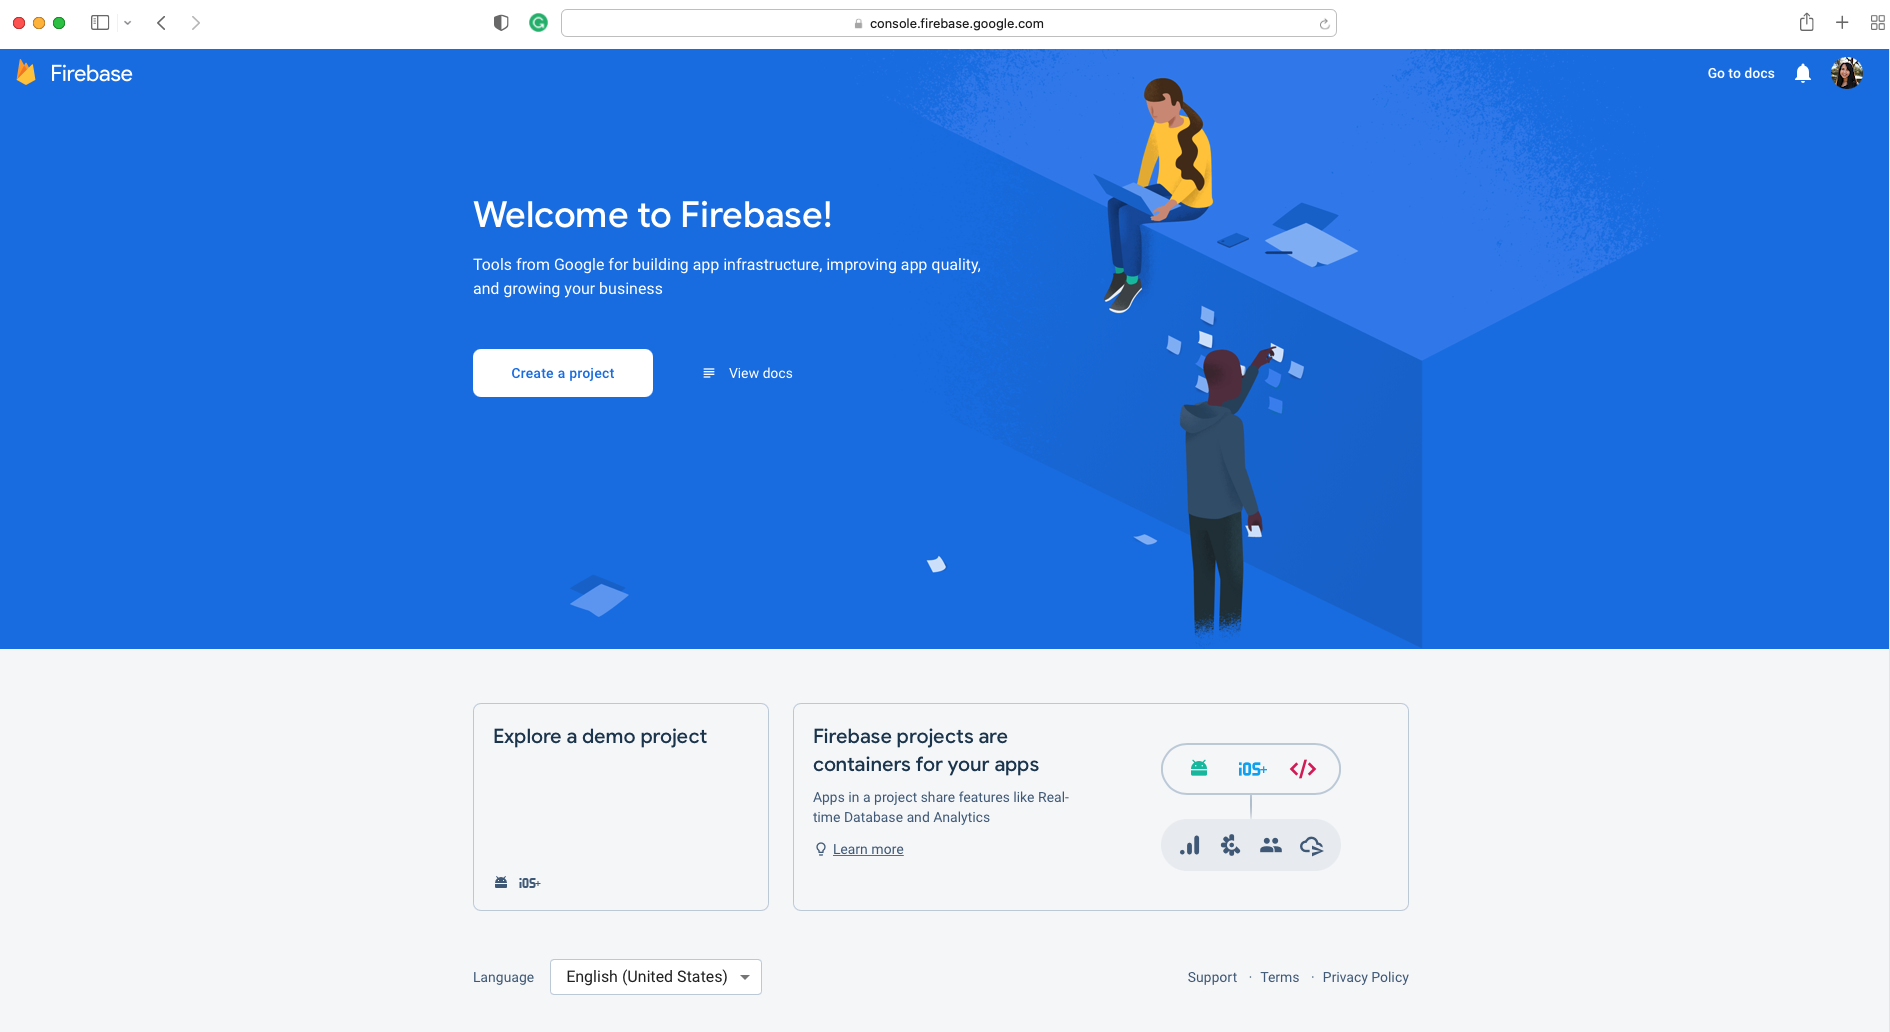 console.firebase.google.com
Firebase
Go to docs
Welcome to Firebase!
Tools from Google for building app infrastructure, improving app quality,
and growing your business
Create a project
View docs
Explore a demo project
iOS+
Firebase projects are
containers for your apps
Apps in a project share features like Real-
time Database and Analytics
Learn more
iOS+
</>
Language
English (United States)
Support · Terms · Privacy Policy